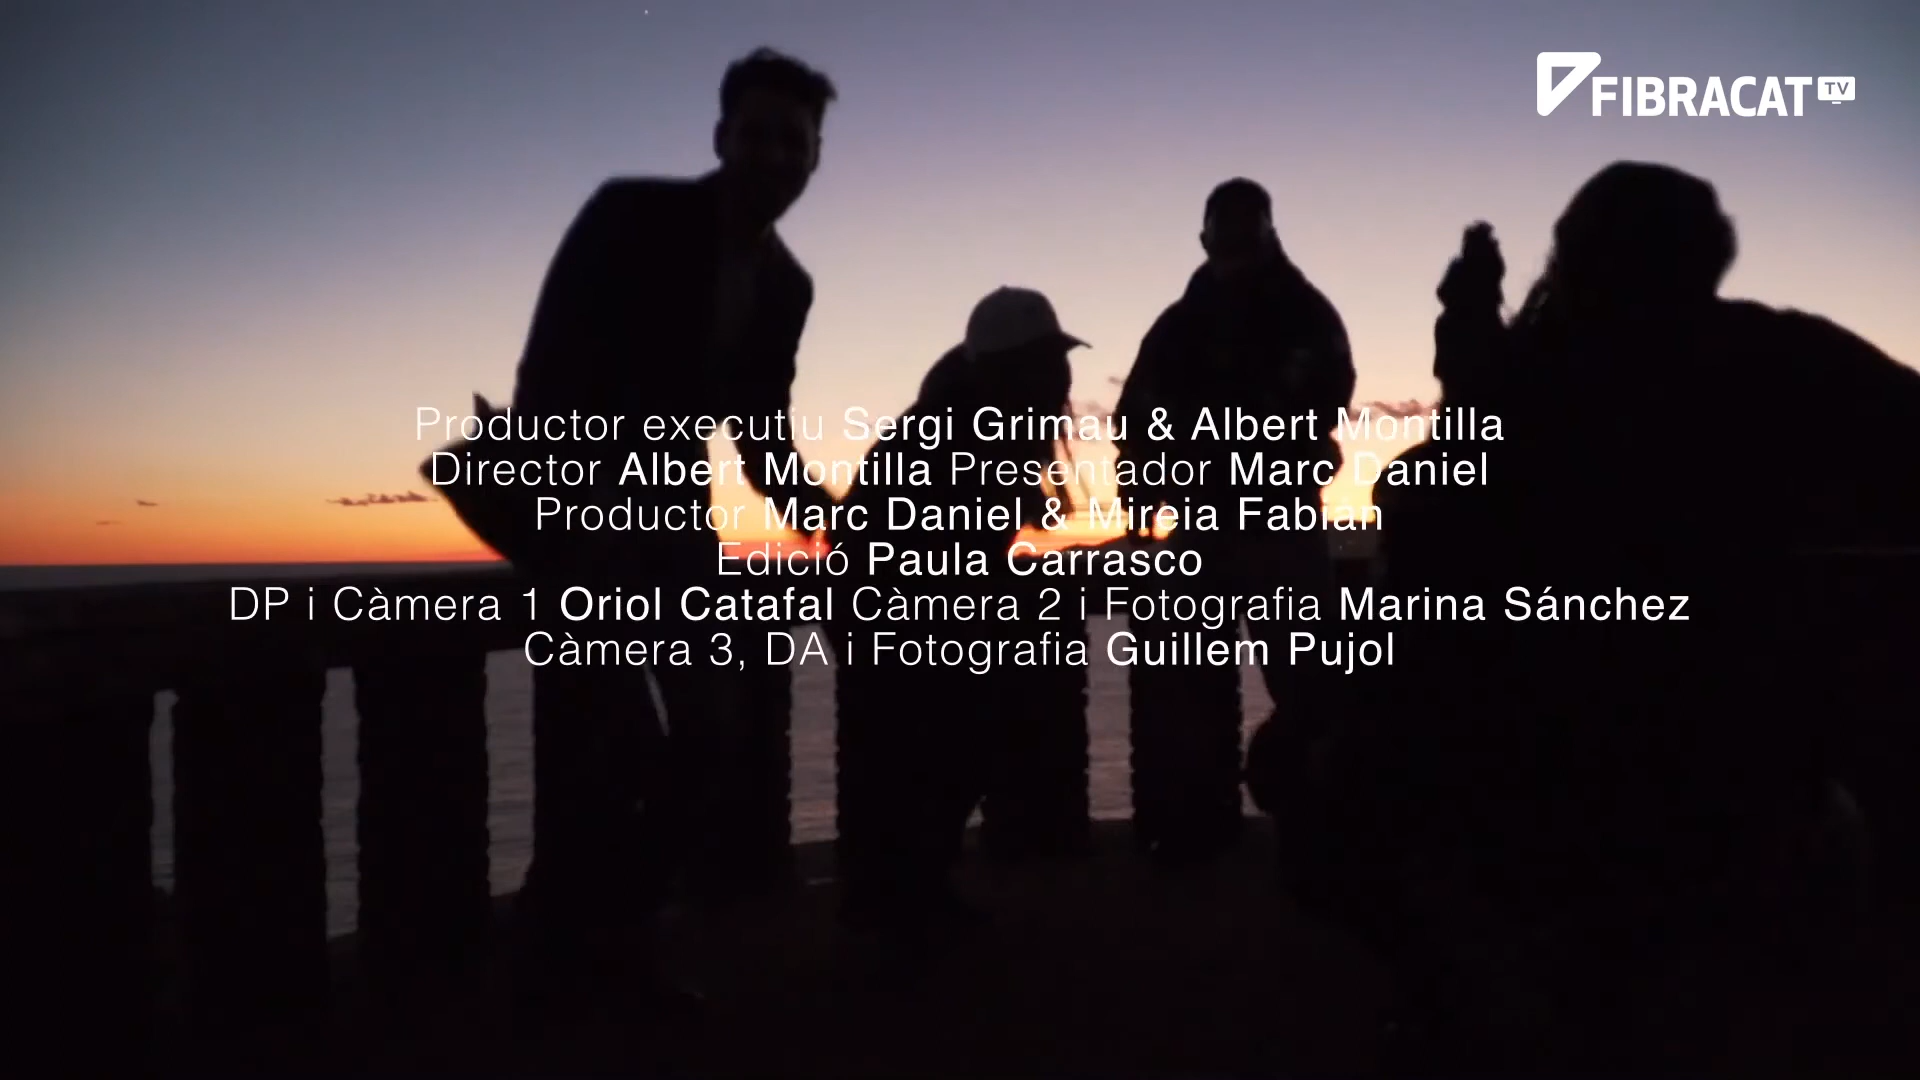 FIBRACAT TV
Productor executiu Sergi Grimau & Albert Montilla
Director Albert Montilla Presentador Marc Daniel
Productor Marc Daniel & Mireia Fabian
Edició Paula Carrasco
DP i Càmera 1 Oriol Catafal Càmera 2 i Fotografia Marina Sánchez
Càmera 3, DA i Fotografia Guillem Pujol